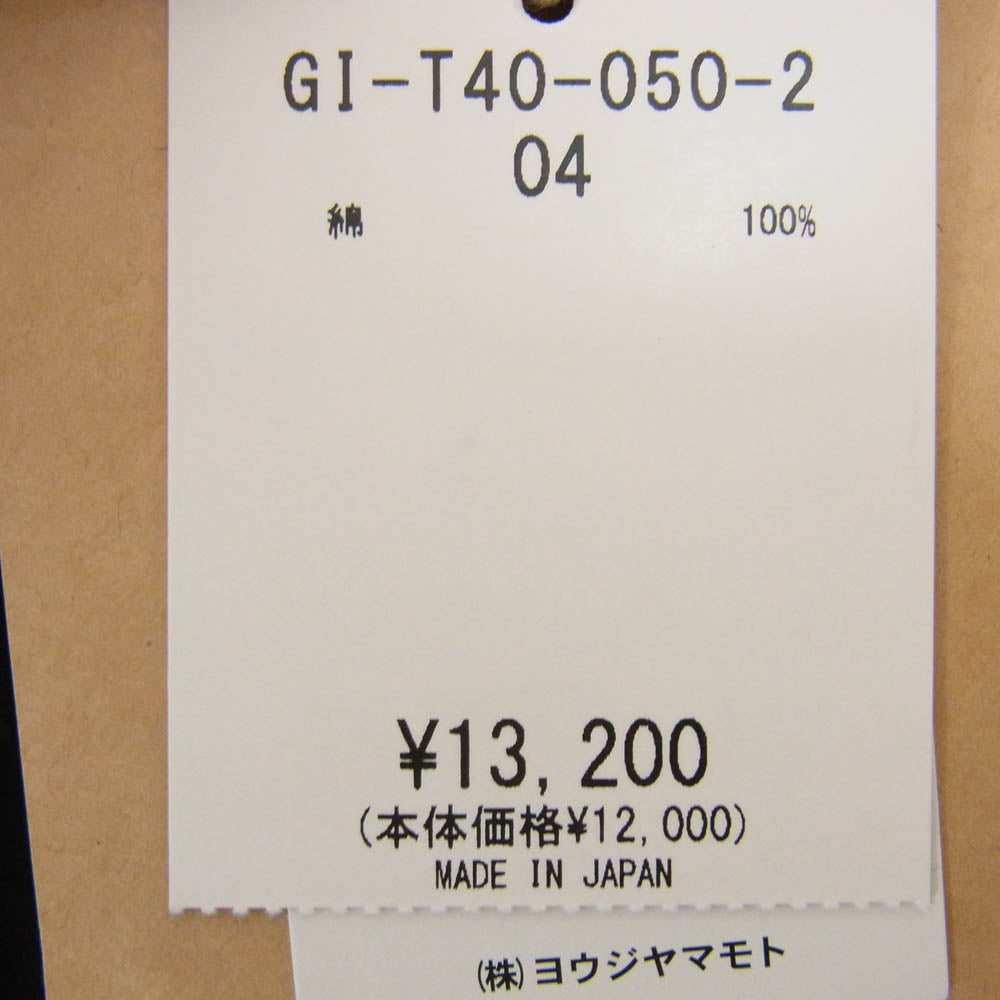 GI-T40-050-2
04
綿 100%
¥13,200
(本体価格¥12,000)
MADE IN JAPAN
(株)ヨウジヤマモト